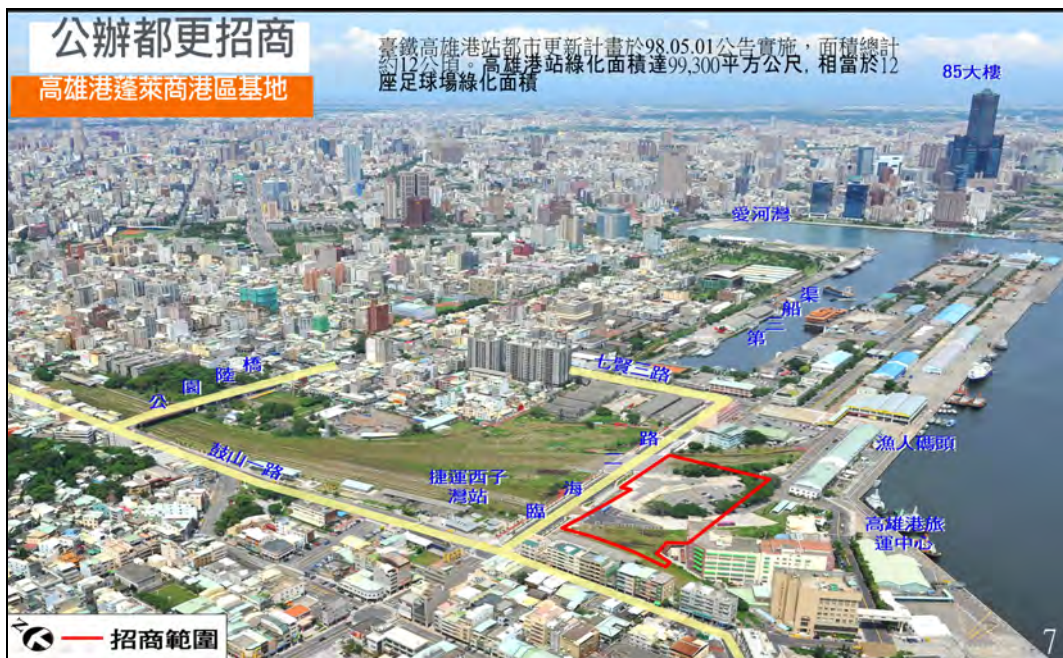 公辦都更招商
高雄港蓬萊商港區基地
臺鐵高雄港站都市更新計畫於98.05.01公告實施，面積總計
約12公頃。高雄港站綠化面積達99,300平方公尺, 相當於12
座足球場綠化面積
85大樓
愛河灣
第三船渠
公園陸橋
七賢三路
鼓山一路
捷運西子
灣站
臨海二路
漁人碼頭
高雄港旅
運中心
N
招商範圍
7